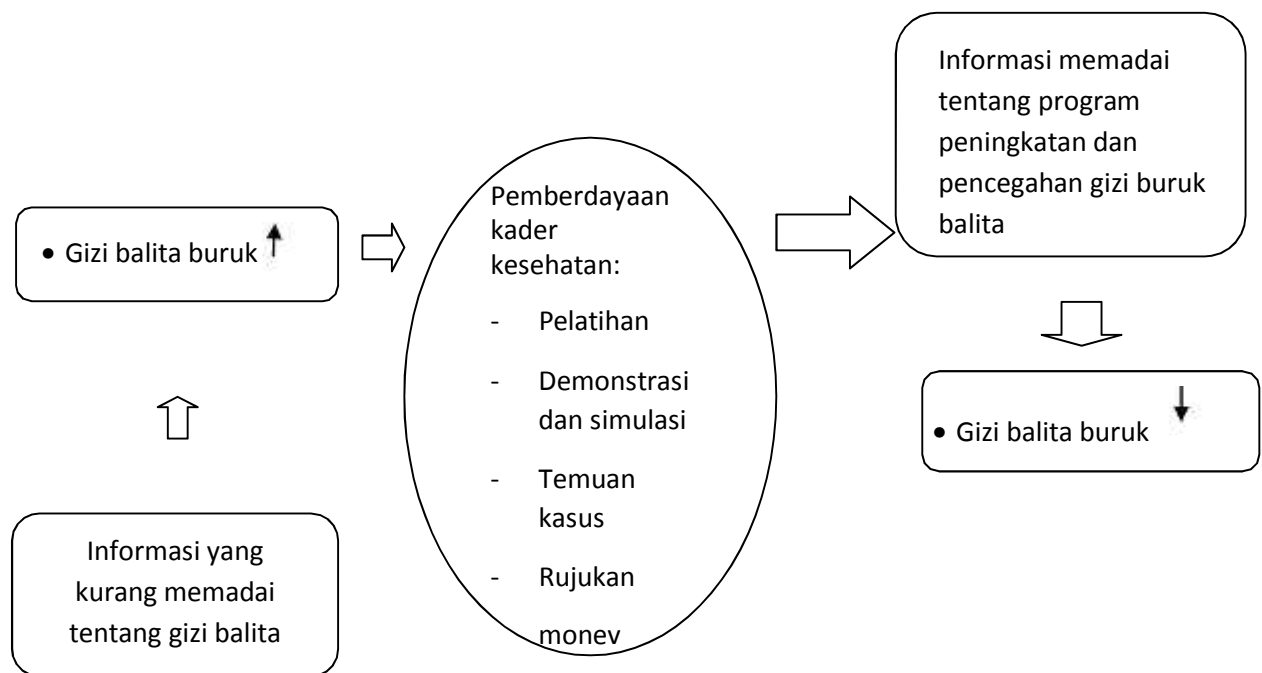 • Gizi balita buruk
Informasi yang
kurang memadai
tentang gizi balita
Pemberdayaan
kader
kesehatan:
- Pelatihan
- Demonstrasi
dan simulasi
- Temuan
kasus
- Rujukan
monev
Informasi memadai
tentang program
peningkatan dan
pencegahan gizi buruk
balita
• Gizi balita buruk